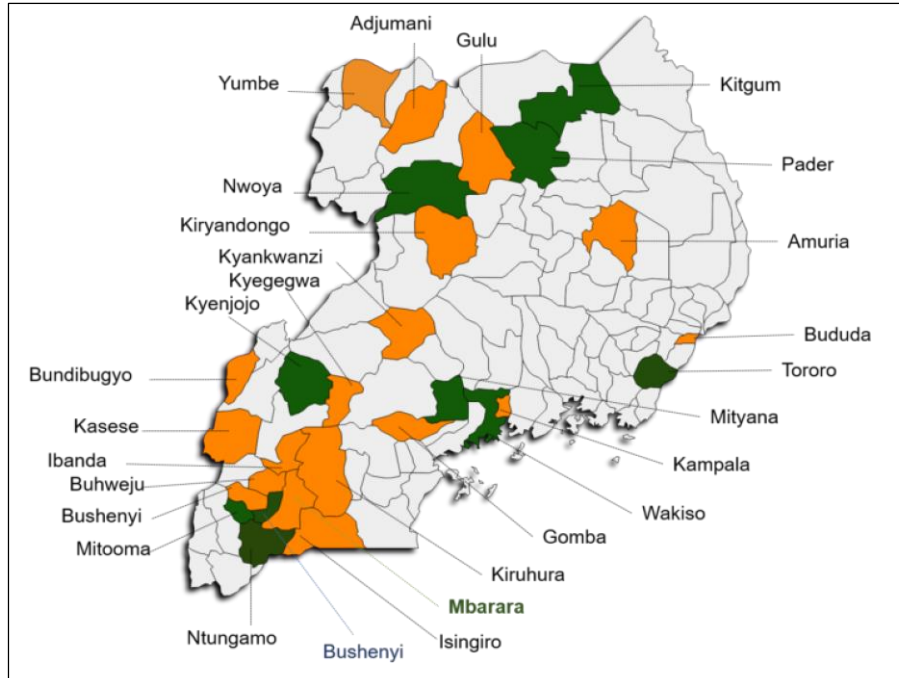 Adjumani
Gulu
Yumbe
Kitgum
Pader
Nwoya
Kiryandongo
Amuria
Kyankwanzi
Kyegegwa
Kyenjojo
Bududa
Bundibugyo
Tororo
Mityana
Kasese
Kampala
Ibanda
Buhweju
Wakiso
Bushenyi
Gomba
Mitooma
Kiruhura
Mbarara
Ntungamo
Isingiro
Bushenyi